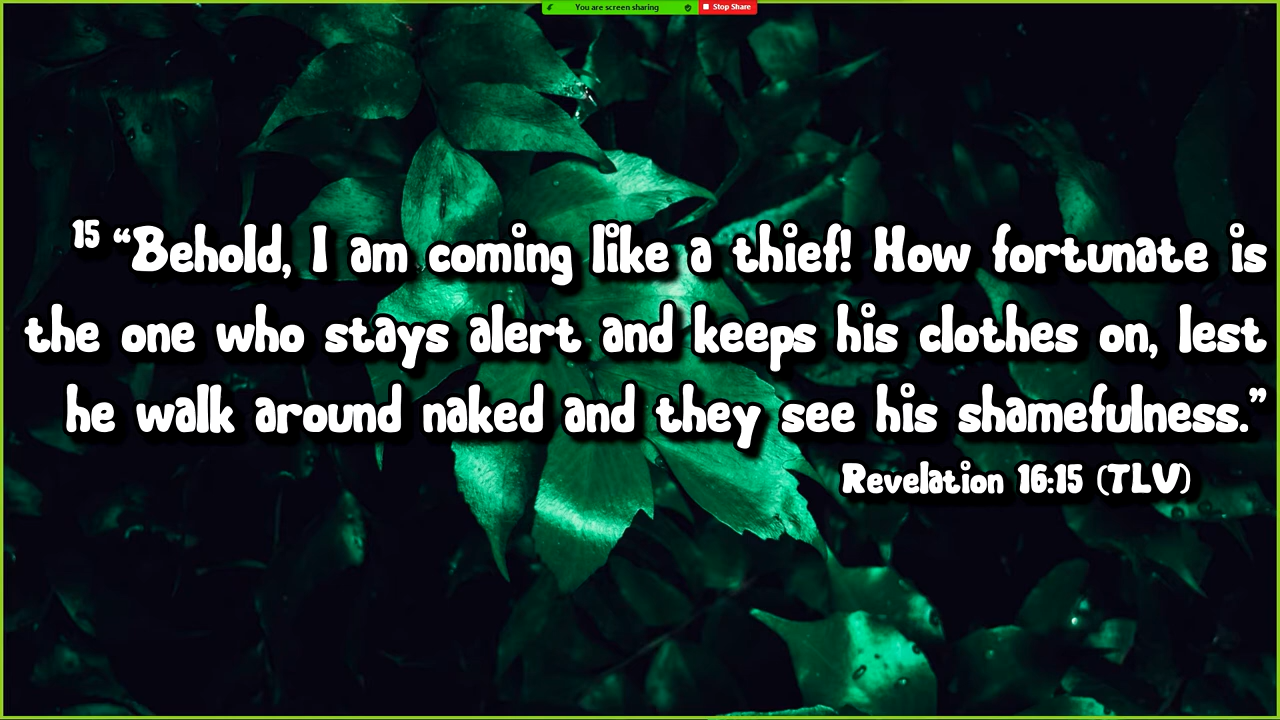 You are screen sharing Stop Share
15 “Behold, I am coming like a thief! How fortunate is
the one who stays alert and keeps his clothes on, lest
he walk around naked and they see his shamefulness.”
Revelation 16:15 (TLV)